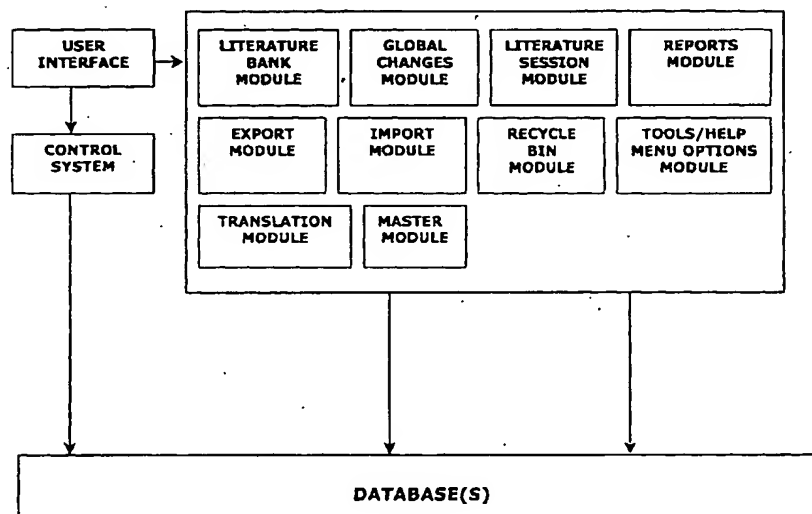 USER
INTERFACE
LITERATURE
BANK
MODULE
GLOBAL
CHANGES
MODULE
LITERATURE
SESSION
MODULE
REPORTS
MODULE
CONTROL
SYSTEM
EXPORT
MODULE
IMPORT
MODULE
RECYCLE
BIN
MODULE
TOOLS/HELP
MENU OPTIONS
MODULE
TRANSLATION
MODULE
MASTER
MODULE
DATABASE(S)